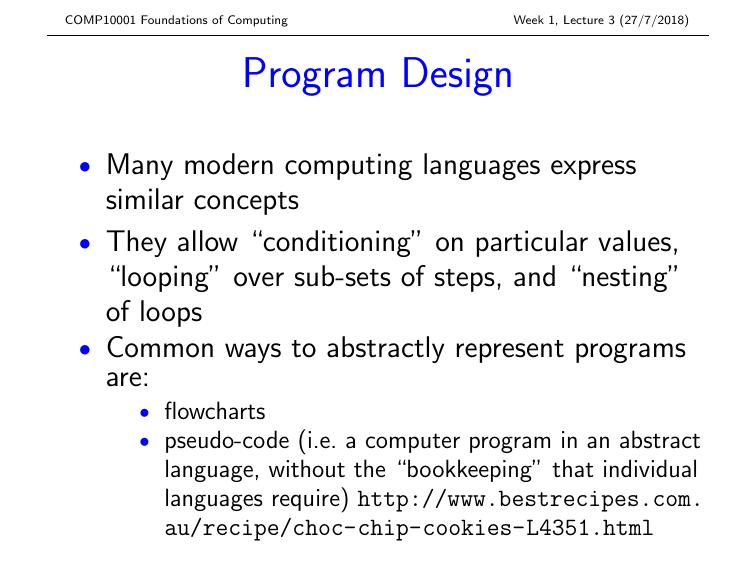 COMP10001 Foundations of Computing Week 1, Lecture 3 (27/7/2018)
Program Design
• Many modern computing languages express
similar concepts
• They allow “conditioning” on particular values,
“looping” over sub-sets of steps, and “nesting”
of loops
• Common ways to abstractly represent programs
are:
• flowcharts
• pseudo-code (i.e. a computer program in an abstract
language, without the “bookkeeping” that individual
languages require) http://www.bestrecipes.com.
au/recipe/choc-chip-cookies-L4351.html